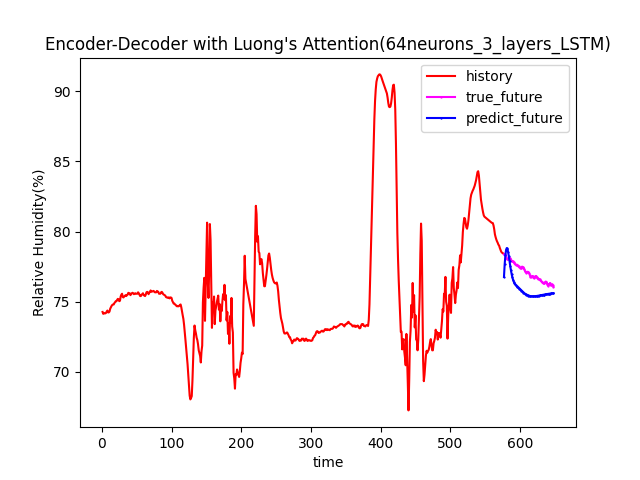 Encoder-Decoder with Luong's Attention(64neurons_3_layers_LSTM)
history
true_future
predict_future
Relative Humidity(%)
90
85
80
75
70
0 100 200 300 400 500 600
time